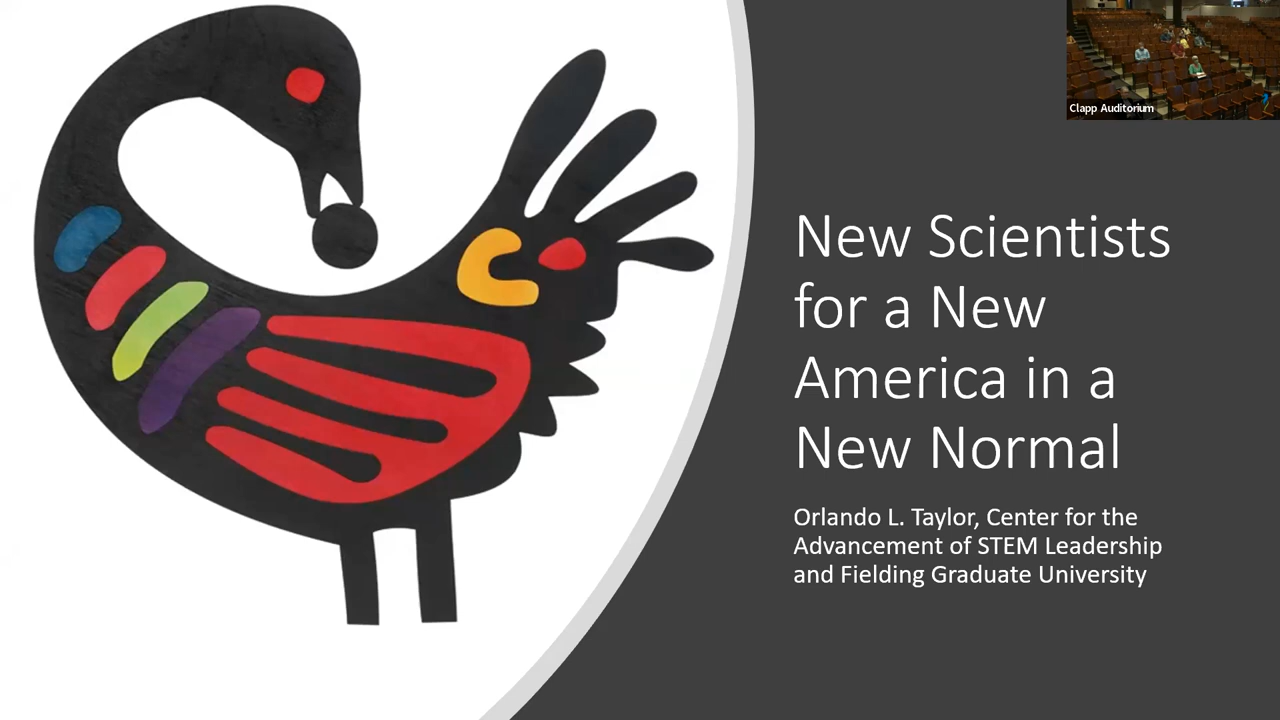 Clapp Auditorium
New Scientists
for a New
America in a
New Normal
Orlando L. Taylor, Center for the
Advancement of STEM Leadership
and Fielding Graduate University